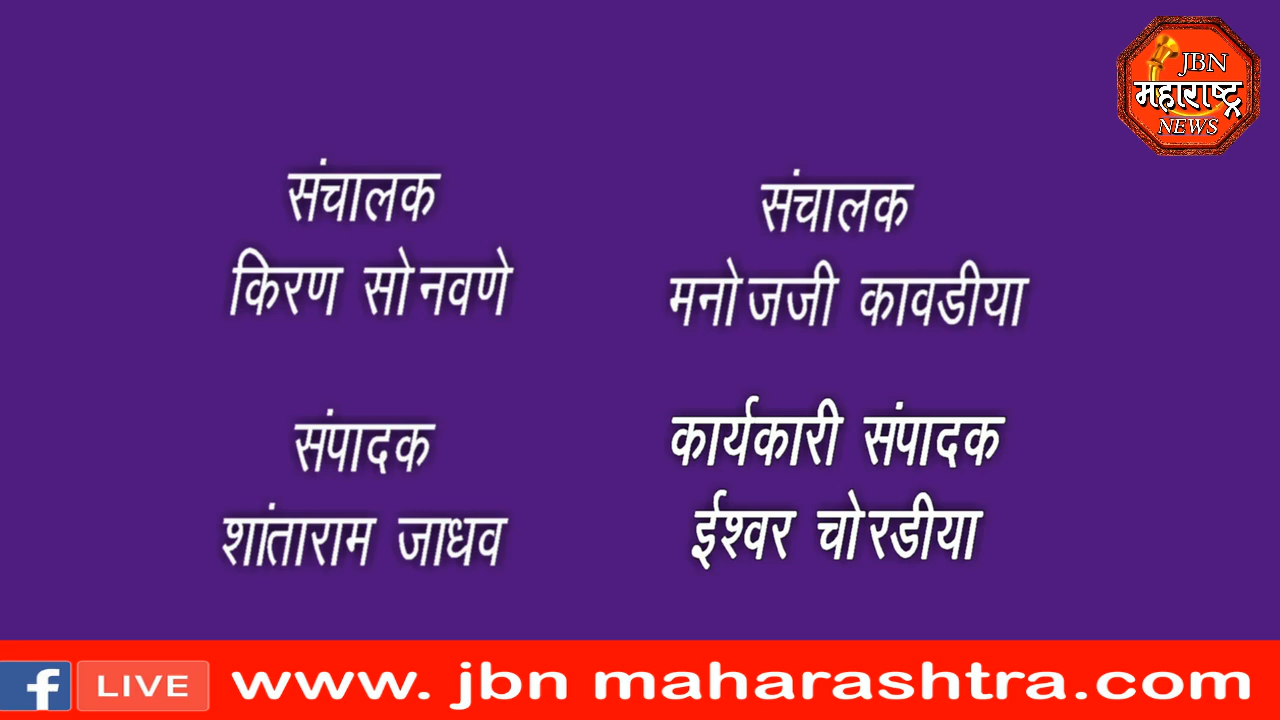 JBN
महाराष्ट्र
NEWS
संचालक
किरण सोनवणे
संचालक
मनोजजी कावडीया
संपादक
शांताराम जाधव
कार्यकारी संपादक
ईश्वर चोरडीया
f LIVE www. jbn maharashtra.com